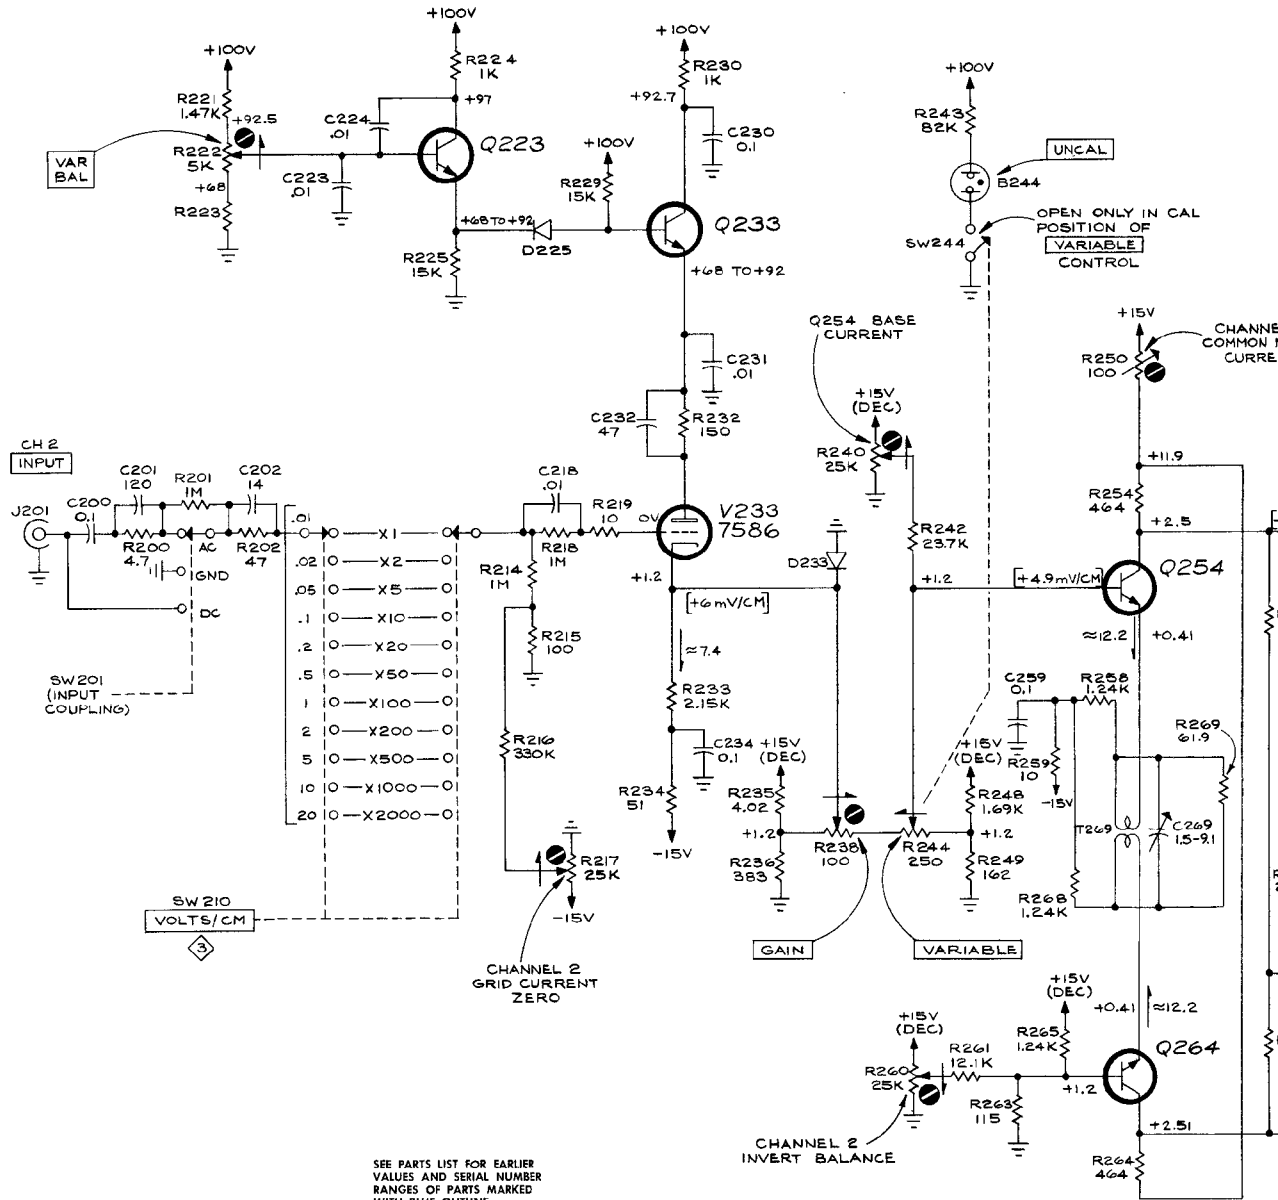 +100V
R224
1K
+97
+100V
R221
1.47K
+92.5
VAR
BAL
R222
5K
+68
R223
C224
.01
C223
.01
Q223
+68 TO +92
D225
R225
15K
+100V
R229
15K
+100V
R230
1K
+92.7
C230
0.1
Q233
+68 TO +92
C231
.01
C232
47
R232
150
+100V
R243
82K
UNCAL
B244
SW244
OPEN ONLY IN CAL
POSITION OF
VARIABLE
CONTROL
Q254 BASE
CURRENT
+15V
(DEC)
R240
25K
R242
23.7K
+1.2
+15V
R250
100
CHANNE
COMMON
CURRE
+11.9
R254
464
+2.5
Q254
[+4.9mV/CM]
≈12.2
+0.41
CH 2
INPUT
J201
C200
0.1
C201
120
R201
1M
C202
14
R200
4.7
AC
R202
47
GND
DC
SW201
(INPUT
COUPLING)
.01 X1
.02 X2
.05 X5
.1 X10
.2 X20
.5 X50
1 X100
2 X200
5 X500
10 X1000
20 X2000
SW 210
VOLTS/CM
3
C218
.01
R219
10
R218
1M
R214
1M
R215
100
R216
330K
R217
25K
-15V
CHANNEL 2
GRID CURRENT
ZERO
0V
V233
7586
+1.2
[+6mV/CM]
≈7.4
R233
2.15K
C234
0.1
R234
51
-15V
D233
+15V
(DEC)
R235
4.02
+1.2
R236
383
R238
100
R244
250
+15V
(DEC)
R248
1.69K
+1.2
R249
162
GAIN
VARIABLE
C259
0.1
R258
1.24K
R259
10
-15V
R269
61.9
T269
C269
1.5-9.1
R268
1.24K
+15V
(DEC)
R260
25K
R261
12.1K
R263
115
+15V
(DEC)
R265
1.24K
+0.41
≈12.2
Q264
+1.2
+2.51
R264
464
CHANNEL 2
INVERT BALANCE
SEE PARTS LIST FOR EARLIER
VALUES AND SERIAL NUMBER
RANGES OF PARTS MARKED
WITH BLUE OUTLINE